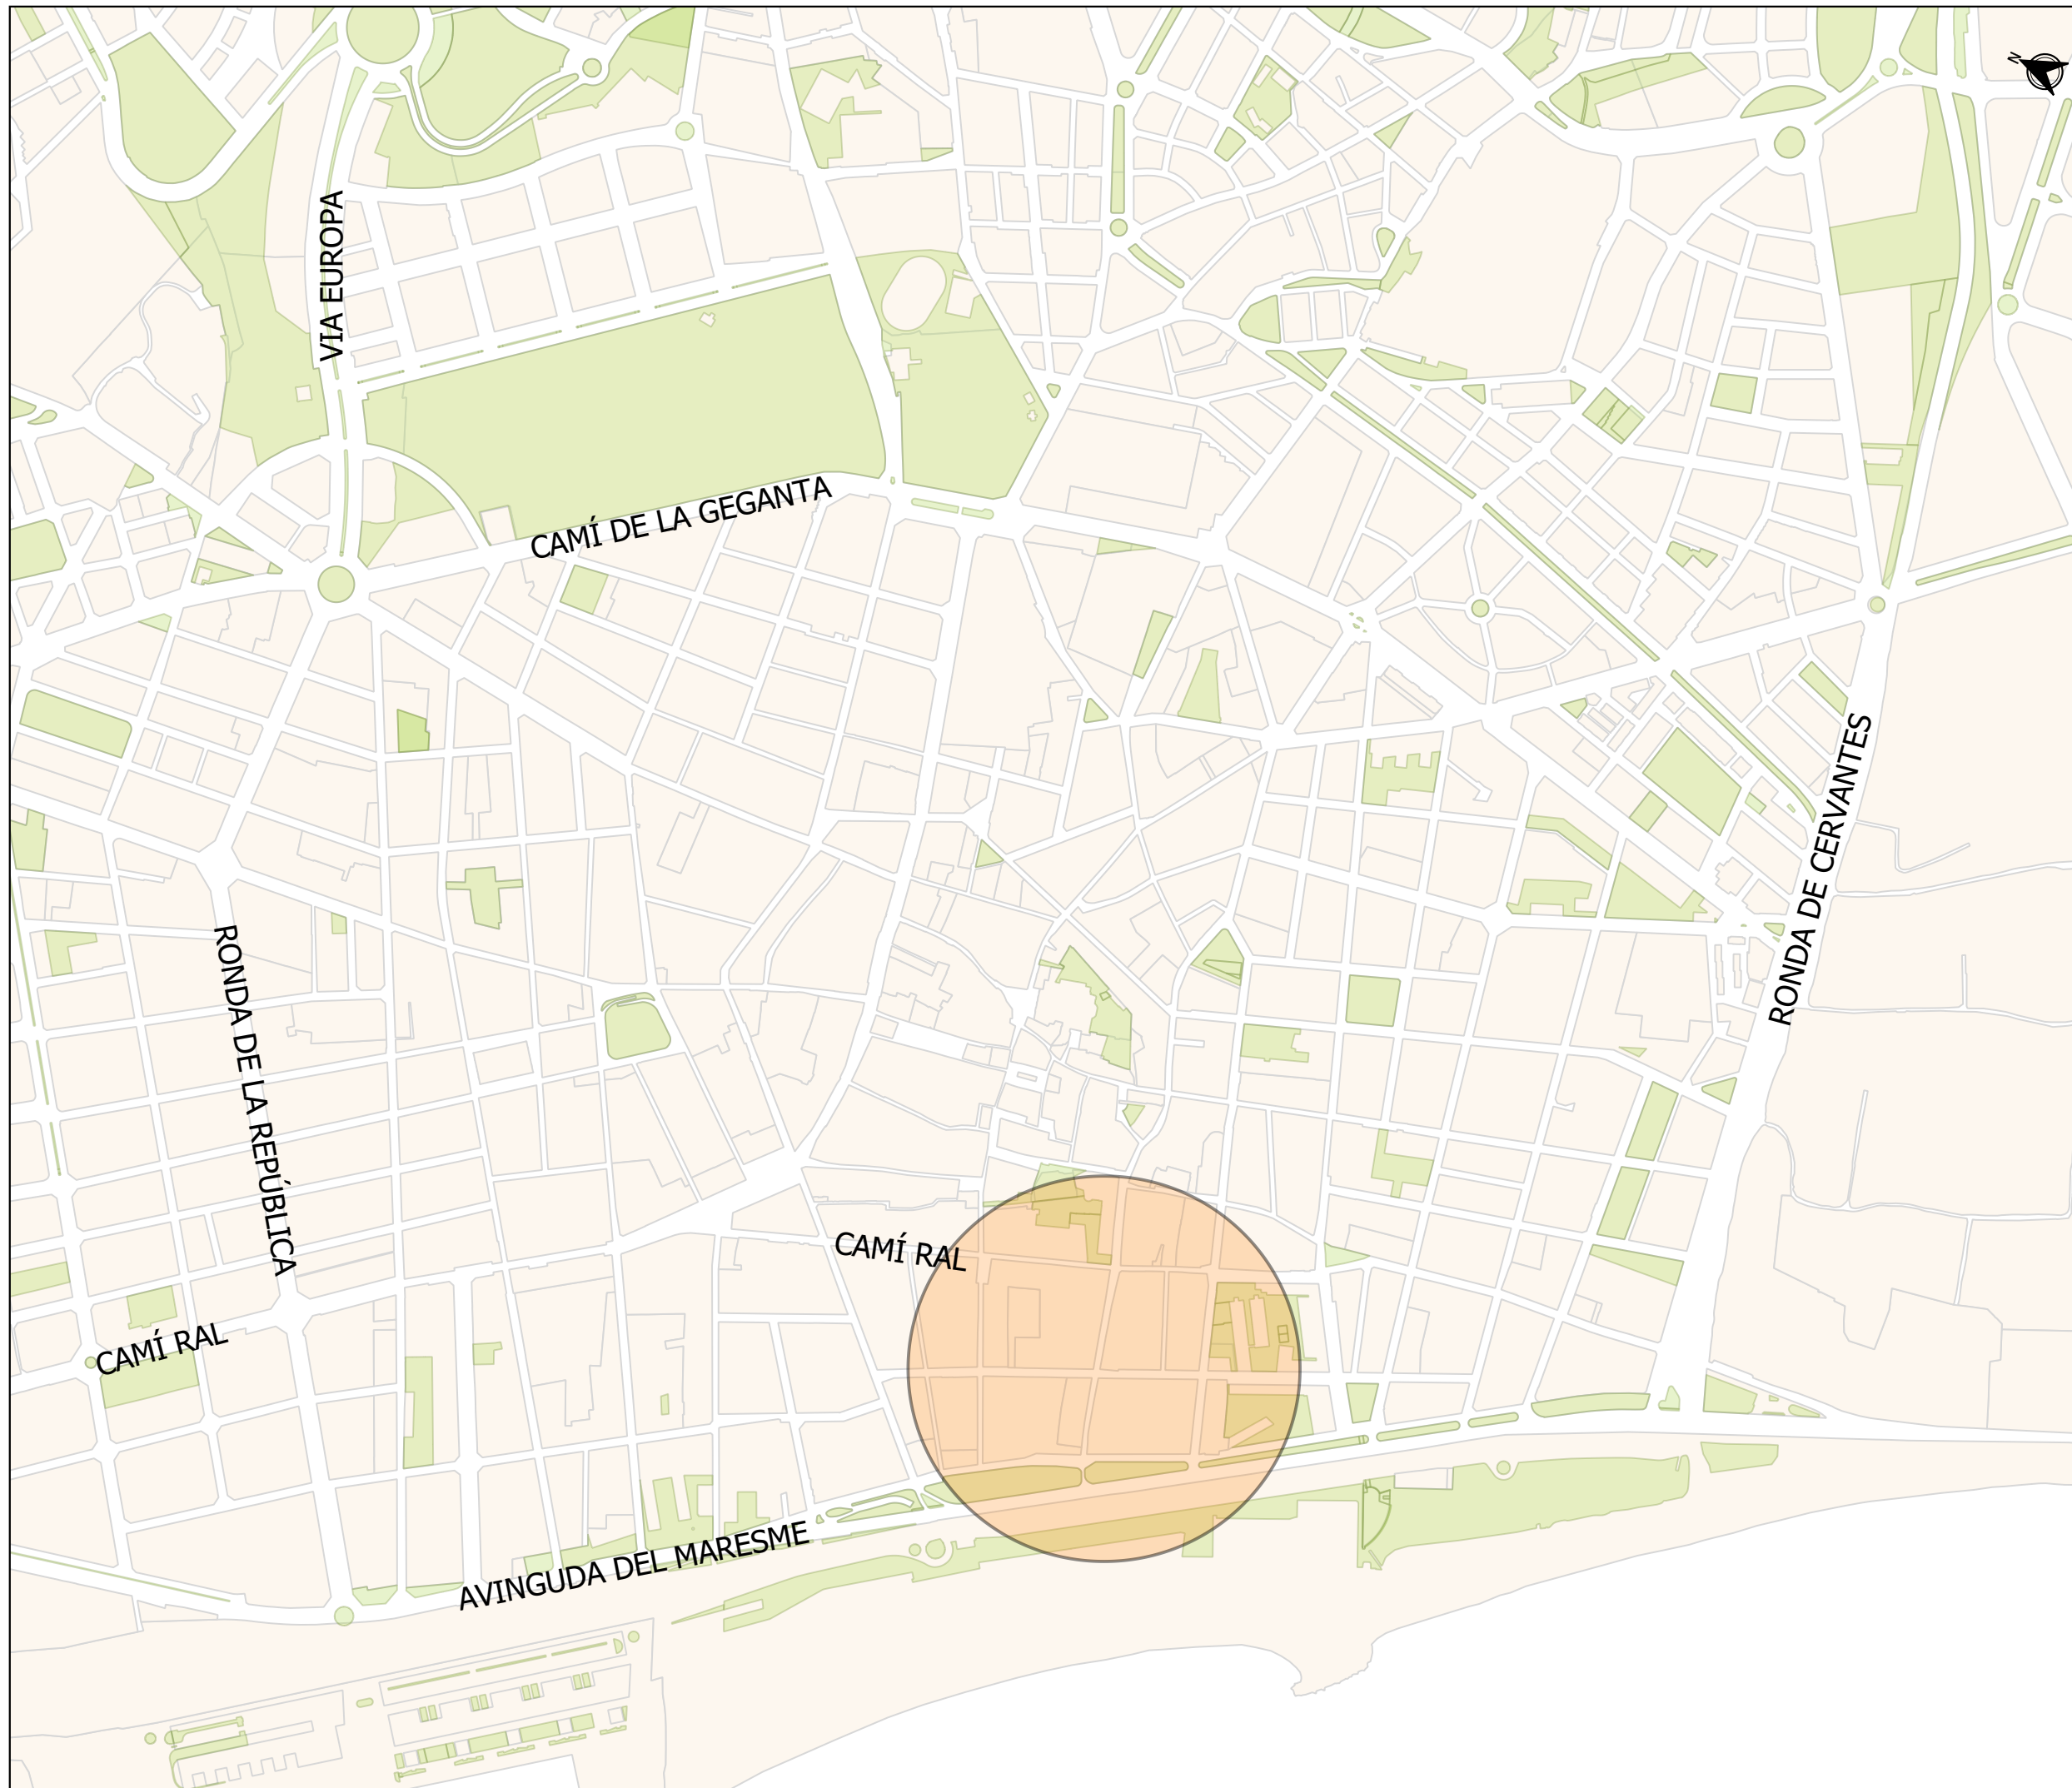 N
VIA EUROPA
CAMÍ DE LA GEGANTA
RONDA DE CERVANTES
RONDA DE LA REPÚBLICA
CAMÍ RAL
CAMÍ RAL
AVINGUDA DEL MARESME